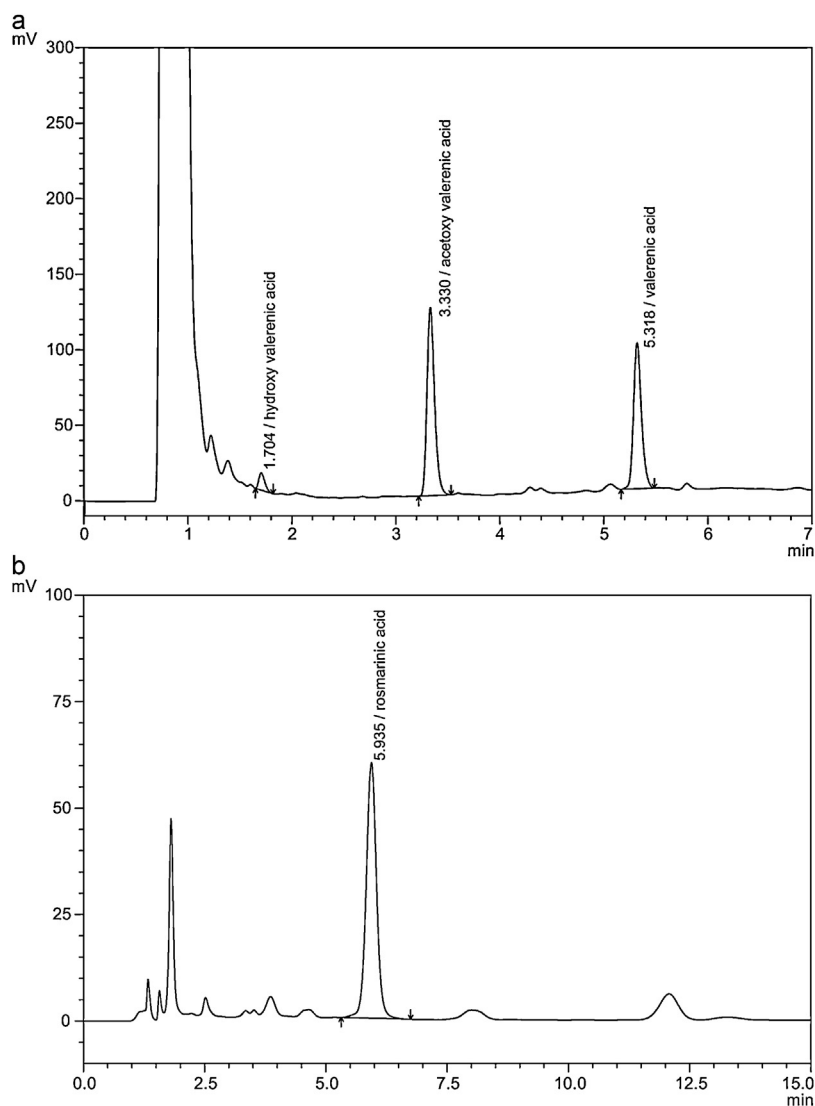 a
mV
300
250
200
150
100
50
0
1.704 / hydroxy valerenic acid
3.330 / acetoxy valerenic acid
5.318 / valerenic acid
0 1 2 3 4 5 6 7
min
b
mV
100
75
50
25
0
5.935 / rosmarinic acid
0.0 2.5 5.0 7.5 10.0 12.5 15.0
min